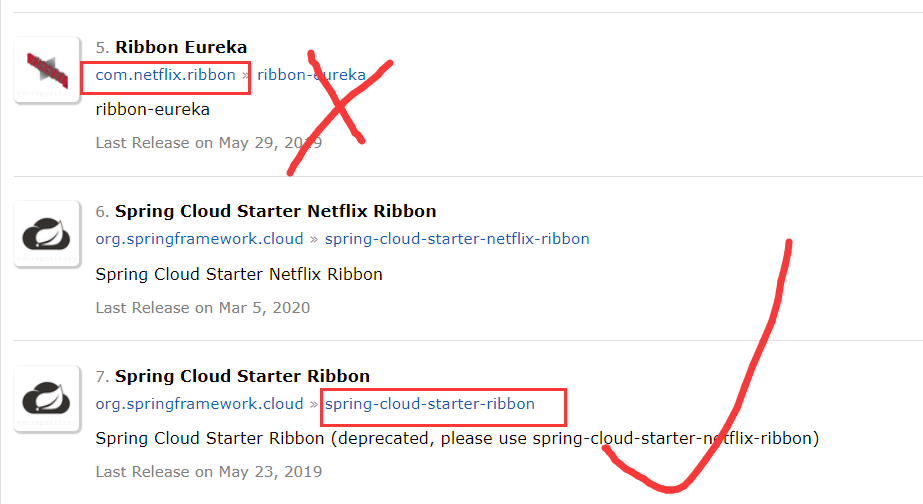 5. Ribbon Eureka
com.netflix.ribbon » ribbon-eureka
ribbon-eureka
Last Release on May 29, 2019
6. Spring Cloud Starter Netflix Ribbon
org.springframework.cloud » spring-cloud-starter-netflix-ribbon
Spring Cloud Starter Netflix Ribbon
Last Release on Mar 5, 2020
7. Spring Cloud Starter Ribbon
org.springframework.cloud » spring-cloud-starter-ribbon
Spring Cloud Starter Ribbon (deprecated, please use spring-cloud-starter-netflix-ribbon)
Last Release on May 23, 2019